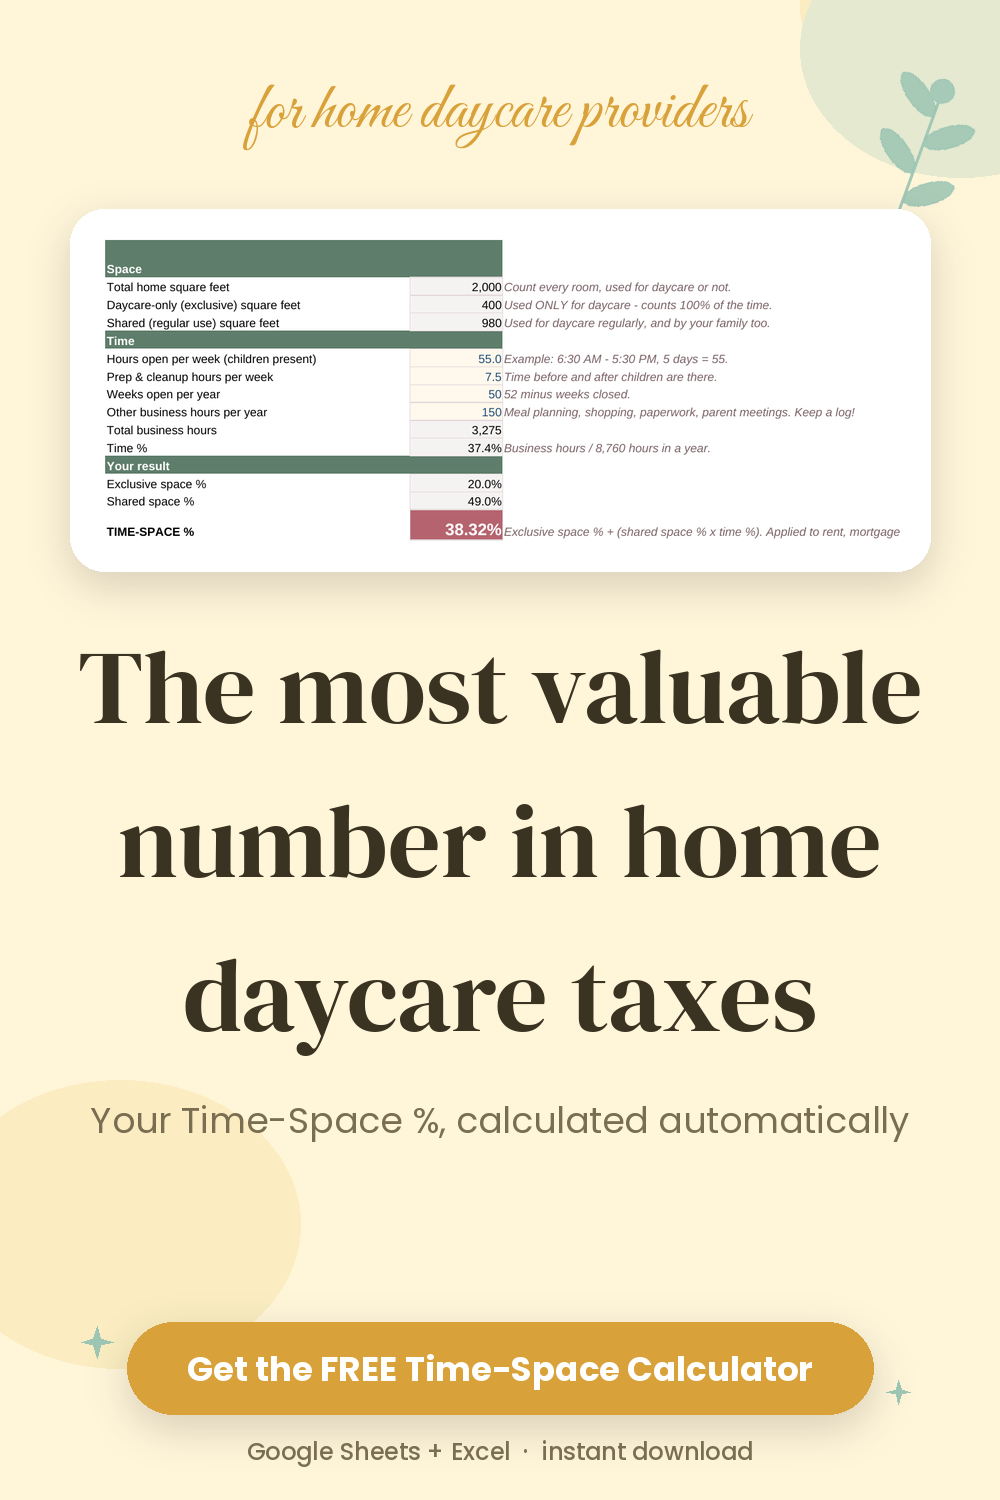 for home daycare providers
Space
Total home square feet 2,000 Count every room, used for daycare or not.
Daycare-only (exclusive) square feet 400 Used ONLY for daycare - counts 100% of the time.
Shared (regular use) square feet 980 Used for daycare regularly, and by your family too.
Time
Hours open per week (children present) 55.0 Example: 6:30 AM - 5:30 PM, 5 days = 55.
Prep & cleanup hours per week 7.5 Time before and after children are there.
Weeks open per year 50 52 minus weeks closed.
Other business hours per year 150 Meal planning, shopping, paperwork, parent meetings. Keep a log!
Total business hours 3,275
Time % 37.4% Business hours / 8,760 hours in a year.
Your result
Exclusive space % 20.0%
Shared space % 49.0%
TIME-SPACE % 38.32% Exclusive space % + (shared space % x time %). Applied to rent, mortgage
The most valuable
number in home
daycare taxes
Your Time-Space %, calculated automatically
Get the FREE Time-Space Calculator
Google Sheets + Excel · instant download